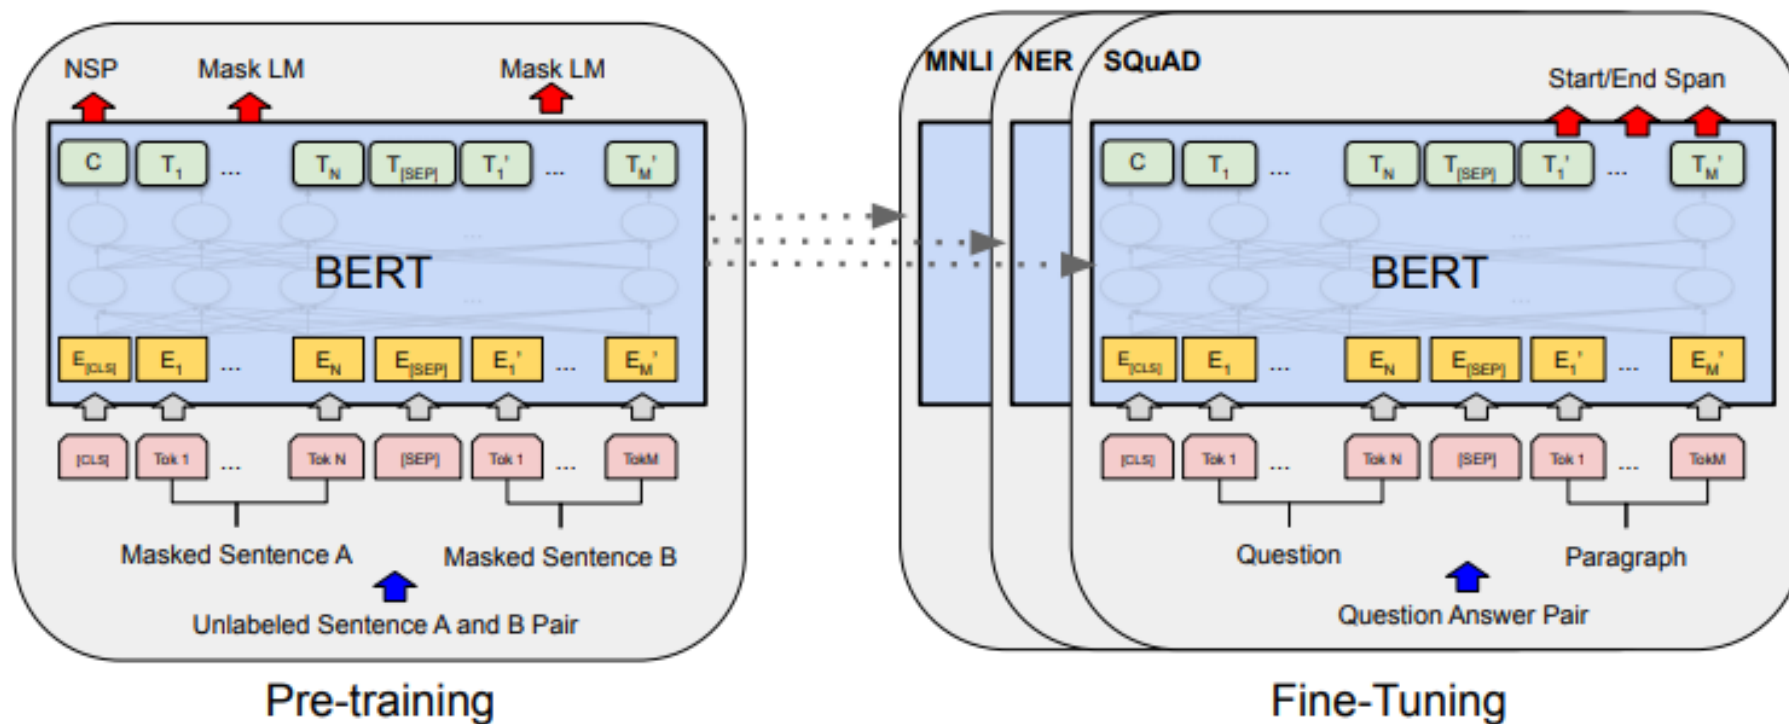 NSP Mask LM Mask LM
C T1 ... TN T[SEP] T1' ... TM'
...
BERT
...
E[CLS] E1 ... EN E[SEP] E1' ... EM'
[CLS] Tok 1 ... Tok N [SEP] Tok 1 ... TokM
Masked Sentence A Masked Sentence B
Unlabeled Sentence A and B Pair
Pre-training
MNLI NER SQuAD
Start/End Span
C T1 ... TN T[SEP] T1' ... TM'
...
BERT
...
E[CLS] E1 ... EN E[SEP] E1' ... EM'
[CLS] Tok 1 ... Tok N [SEP] Tok 1 ... TokM
Question Paragraph
Question Answer Pair
Fine-Tuning